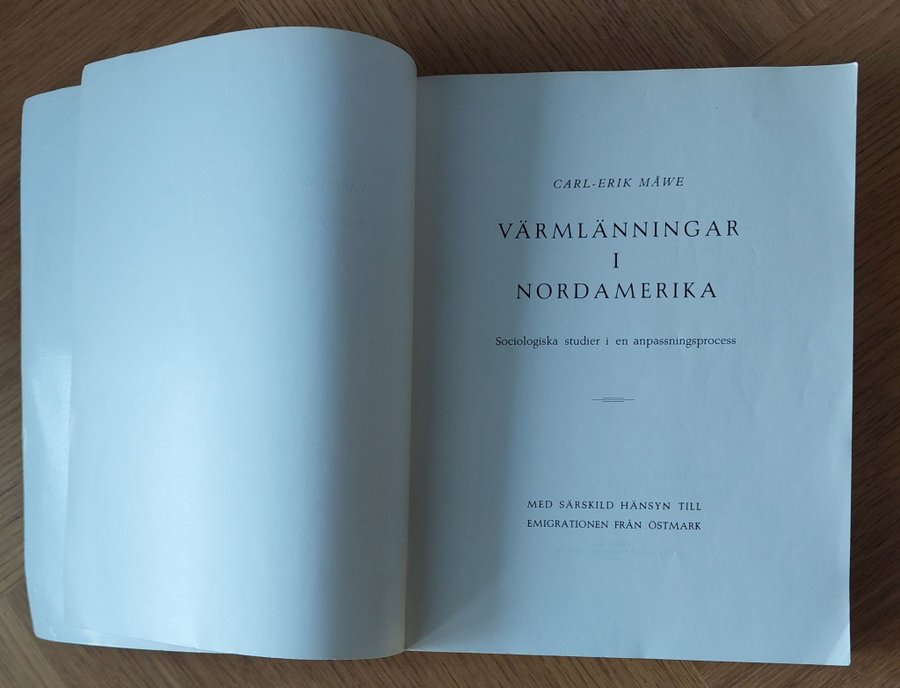 CARL-ERIK MÅWE
VÄRMLÄNNINGAR
I
NORDAMERIKA
Sociologiska studier i en anpassningsprocess
MED SÄRSKILD HÄNSYN TILL
EMIGRATIONEN FRÅN ÖSTMARK